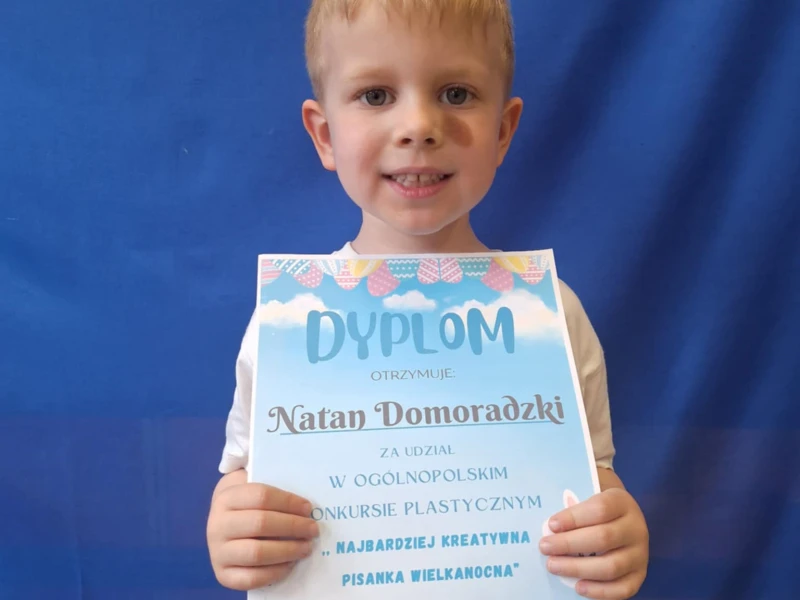 DYPLOM
OTRZYMUJE:
Natan Domoradzki
ZA UDZIAŁ
W OGÓLNOPOLSKIM
ONKURSIE PLASTYCZNYM
,, NAJBARDZIEJ KREATYWNA
PISANKA WIELKANOCNA"